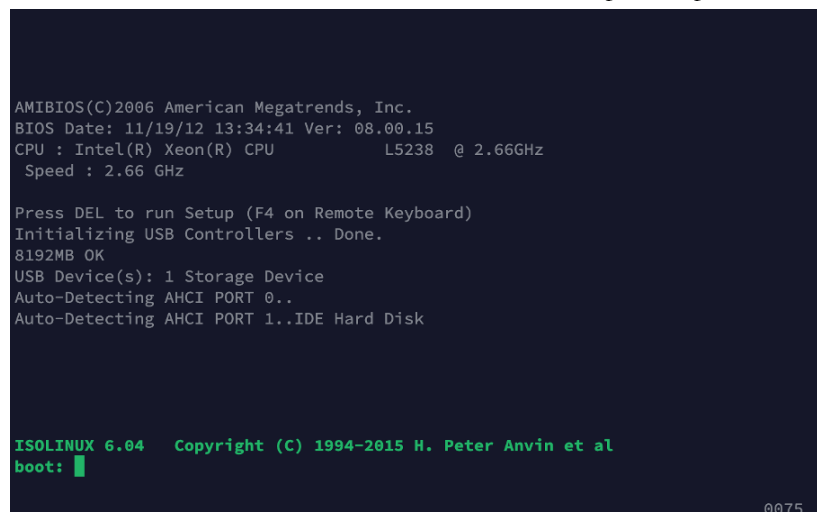 AMIBIOS(C)2006 American Megatrends, Inc.
BIOS Date: 11/19/12 13:34:41 Ver: 08.00.15
CPU : Intel(R) Xeon(R) CPU           L5238  @ 2.66GHz
 Speed : 2.66 GHz
Press DEL to run Setup (F4 on Remote Keyboard)
Initializing USB Controllers .. Done.
8192MB OK
USB Device(s): 1 Storage Device
Auto-Detecting AHCI PORT 0..
Auto-Detecting AHCI PORT 1..IDE Hard Disk
ISOLINUX 6.04   Copyright (C) 1994-2015 H. Peter Anvin et al
boot:
0075